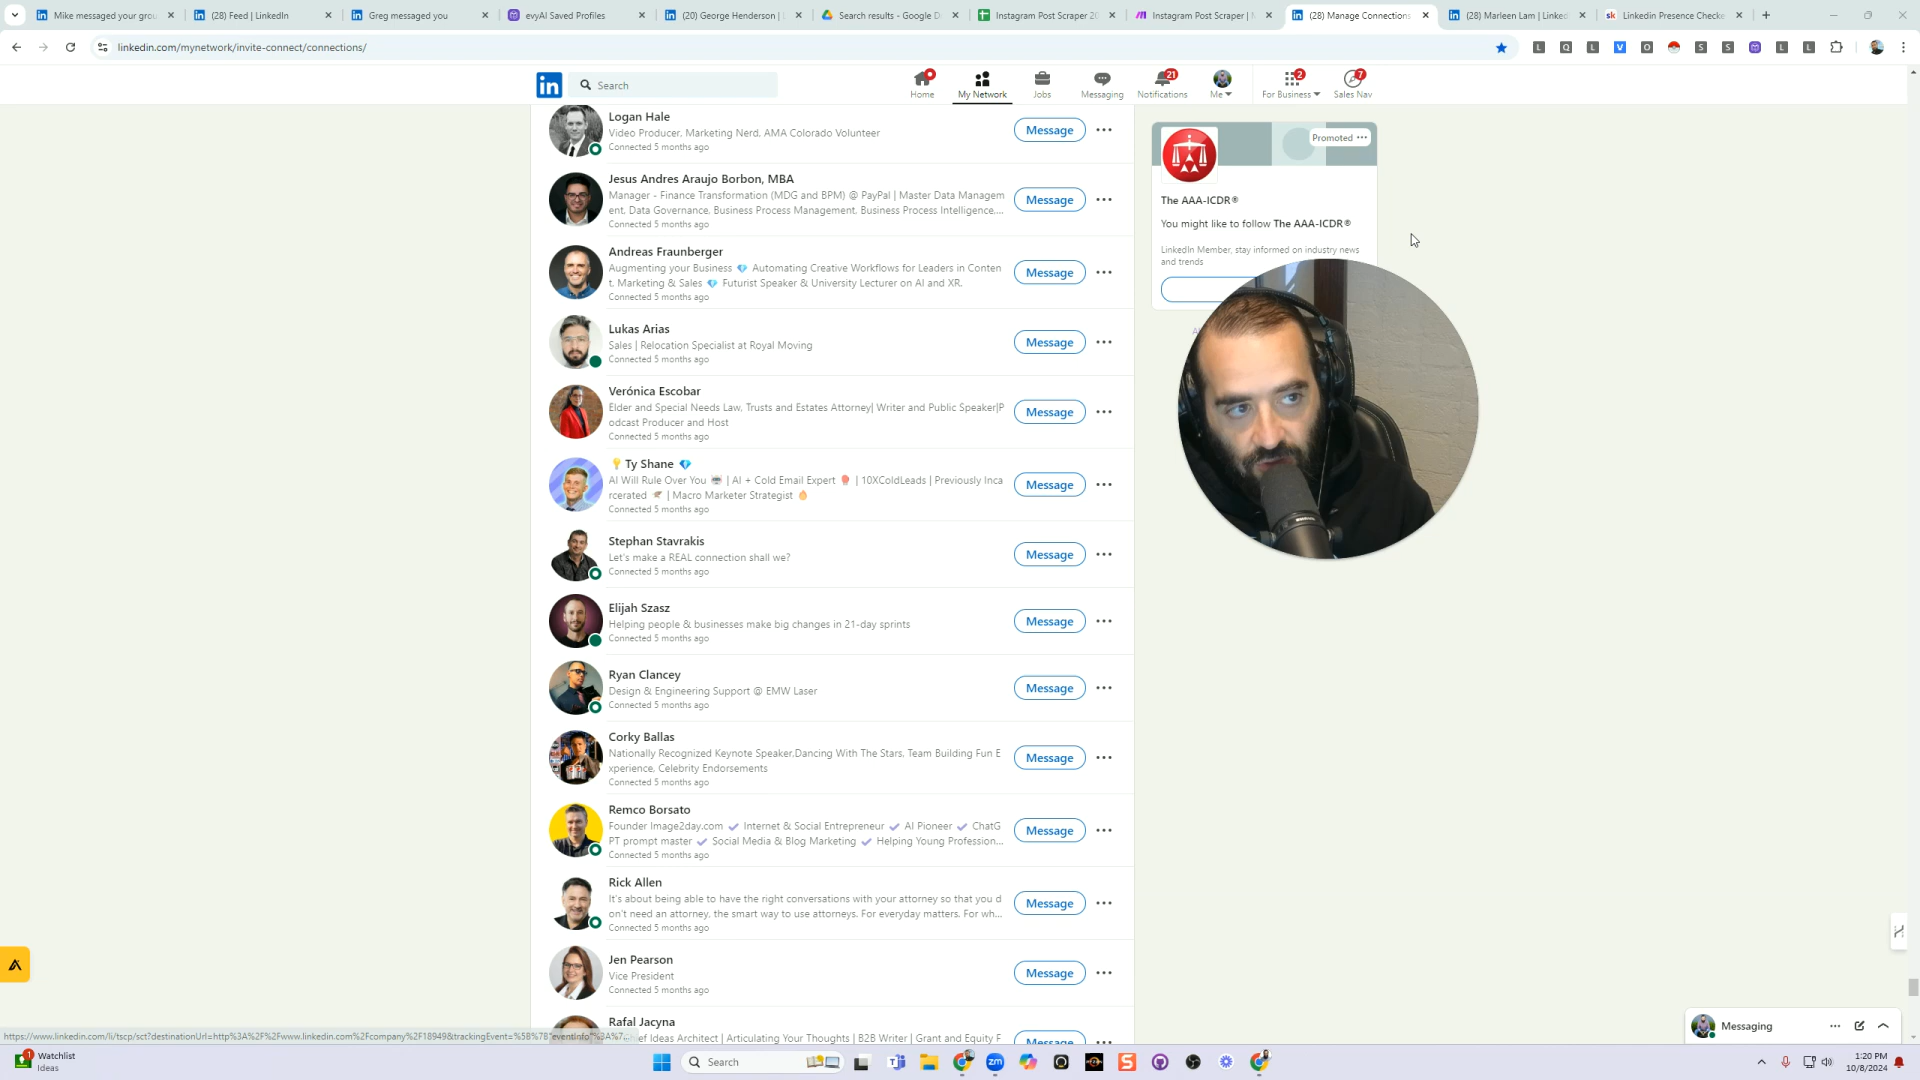 Mike messaged your grou
(28) Feed | LinkedIn
Greg messaged you
evyAI Saved Profiles
(20) George Henderson | L
Search results - Google D
Instagram Post Scraper 20
Instagram Post Scraper | M
(28) Manage Connections
(28) Marleen Lam | Linked
Linkedin Presence Checke
linkedin.com/mynetwork/invite-connect/connections/
Search
Home
My Network
Jobs
Messaging
21
Notifications
Me
2
For Business
7
Sales Nav
Logan Hale
Video Producer, Marketing Nerd, AMA Colorado Volunteer
Connected 5 months ago
Message
Jesus Andres Araujo Borbon, MBA
Manager - Finance Transformation (MDG and BPM) @ PayPal | Master Data Managem
ent, Data Governance, Business Process Management, Business Process Intelligence,...
Connected 5 months ago
Message
Andreas Fraunberger
Augmenting your Business 💎 Automating Creative Workflows for Leaders in Conten
t, Marketing & Sales 💎 Futurist Speaker & University Lecturer on AI and XR.
Connected 5 months ago
Message
Lukas Arias
Sales | Relocation Specialist at Royal Moving
Connected 5 months ago
Message
Verónica Escobar
Elder and Special Needs Law, Trusts and Estates Attorney| Writer and Public Speaker|P
odcast Producer and Host
Connected 5 months ago
Message
Ty Shane 💎
AI Will Rule Over You | AI + Cold Email Expert | 10XColdLeads | Previously Inca
rcerated | Macro Marketer Strategist
Connected 5 months ago
Message
Stephan Stavrakis
Let's make a REAL connection shall we?
Connected 5 months ago
Message
Elijah Szasz
Helping people & businesses make big changes in 21-day sprints
Connected 5 months ago
Message
Ryan Clancey
Design & Engineering Support @ EMW Laser
Connected 5 months ago
Message
Corky Ballas
Nationally Recognized Keynote Speaker,Dancing With The Stars, Team Building Fun E
xperience, Celebrity Endorsements
Connected 5 months ago
Message
Remco Borsato
Founder Image2day.com ✔ Internet & Social Entrepreneur ✔ AI Pioneer ✔ ChatG
PT prompt master ✔ Social Media & Blog Marketing ✔ Helping Young Profession...
Connected 5 months ago
Message
Rick Allen
It's about being able to have the right conversations with your attorney so that you d
on't need an attorney, the smart way to use attorneys. For everyday matters. For wh...
Connected 5 months ago
Message
Jen Pearson
Vice President
Connected 5 months ago
Message
Rafal Jacyna
ef Ideas Architect | Articulating Your Thoughts | B2B Writer | Grant and Equity F
Message
Promoted
The AAA-ICDR®
You might like to follow The AAA-ICDR®
LinkedIn Member, stay informed on industry news
and trends
Messaging
Watchlist
Ideas
Search
1:20 PM
10/8/2024